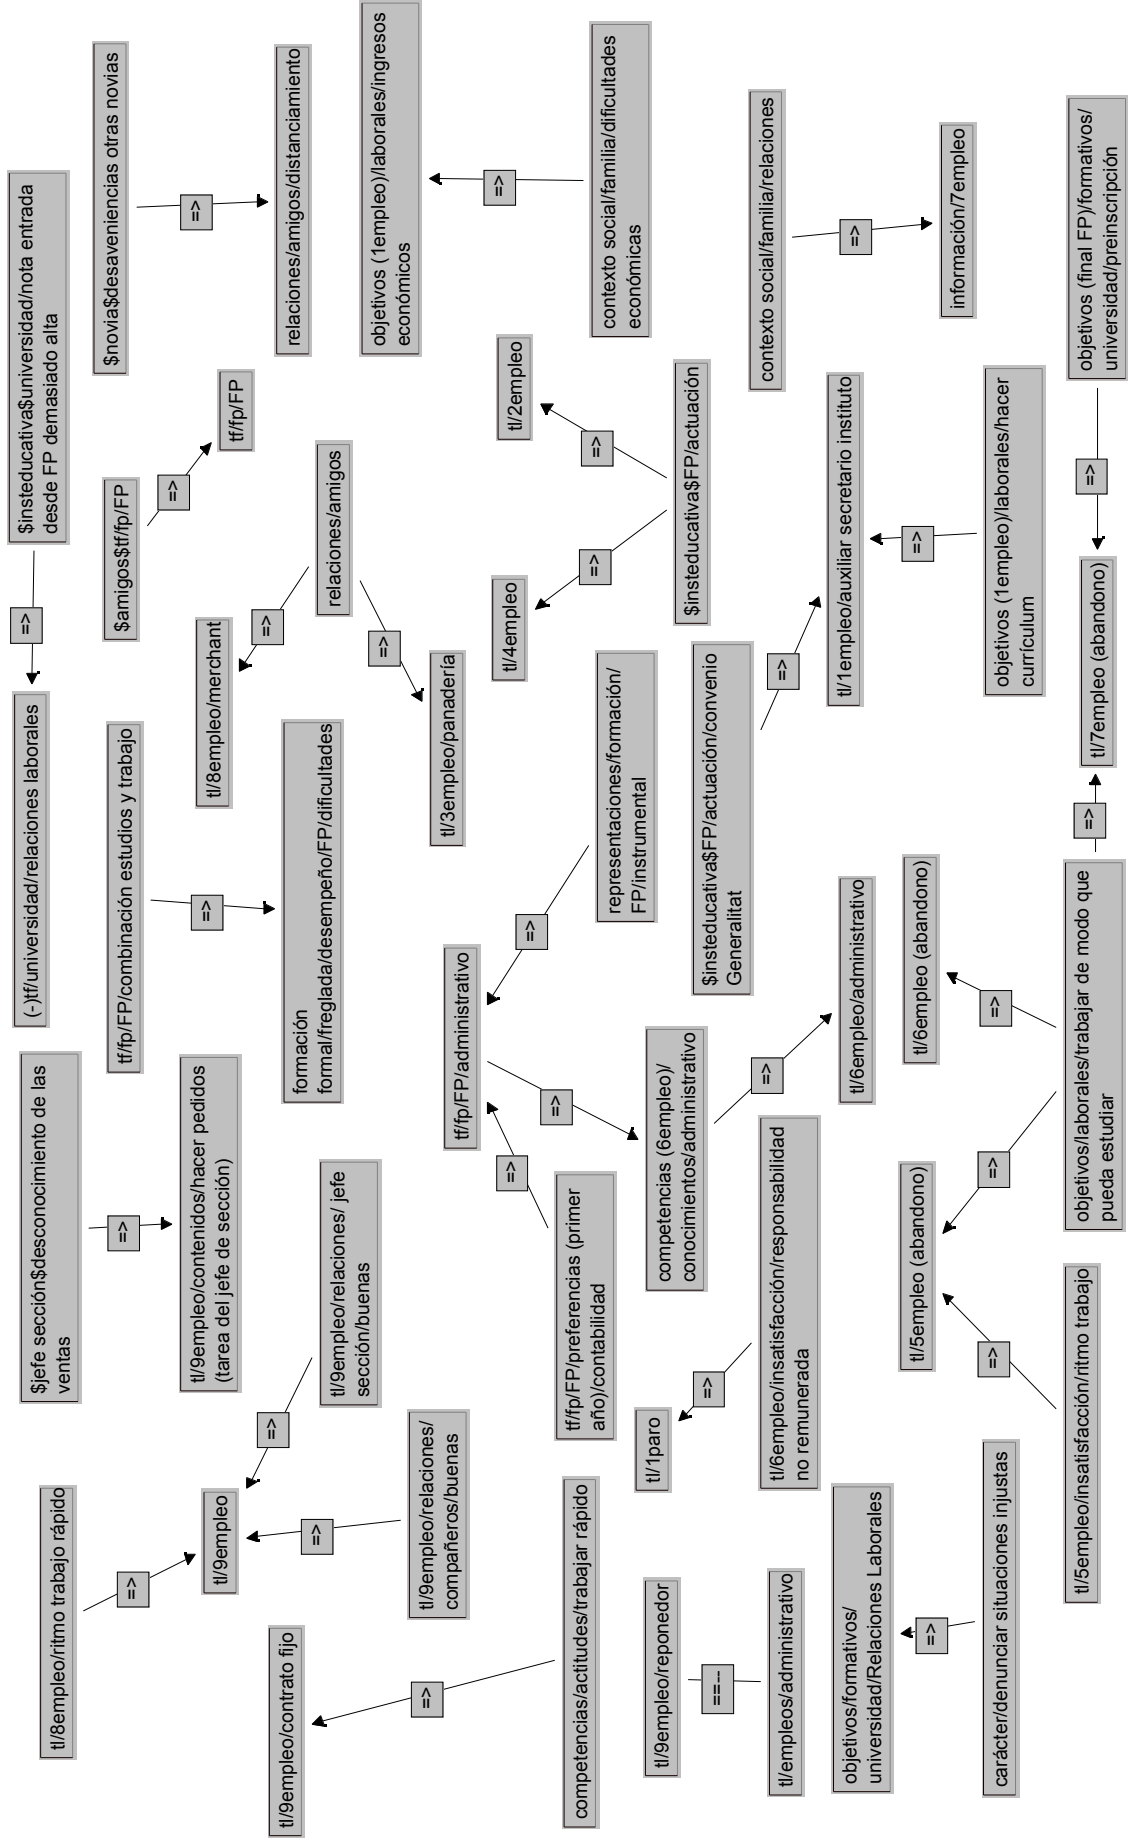 tl/8empleo/ritmo trabajo rápido
$jefe sección$desconocimiento de las
ventas
(-)tf/universidad/relaciones laborales
=>
$insteducativa$universidad/nota entrada
desde FP demasiado alta
=>
=>
tf/fp/FP/combinación estudios y trabajo
$amigos$tf/fp/FP
$novia$desaveniencias otras novias
tl/9empleo
tl/9empleo/contenidos/hacer pedidos
(tarea del jefe de sección)
=>
tl/8empleo/merchant
=>
tf/fp/FP
=>
tl/9empleo/contrato fijo
=>
=>
tl/9empleo/relaciones/ jefe
sección/buenas
formación
formal/freglada/desempeño/FP/dificultades
=>
relaciones/amigos
relaciones/amigos/distanciamiento
=>
tl/9empleo/relaciones/
compañeros/buenas
=>
tl/3empleo/panadería
objetivos (1empleo)/laborales/ingresos
económicos
competencias/actitudes/trabajar rápido
=>
tf/fp/FP/preferencias (primer
año)/contabilidad
tf/fp/FP/administrativo
=>
=>
tl/4empleo
=>
tl/2empleo
=>
=>
tl/9empleo/reponedor
tl/1paro
competencias (6empleo)/
conocimientos/administrativo
representaciones/formación/
FP/instrumental
$insteducativa$FP/actuación
contexto social/familia/dificultades
económicas
==--
=>
tl/empleos/administrativo
tl/6empleo/insatisfacción/responsabilidad
no remunerada
=>
$insteducativa$FP/actuación/convenio
Generalitat
=>
contexto social/familia/relaciones
objetivos/formativos/
universidad/Relaciones Laborales
tl/6empleo/administrativo
tl/1empleo/auxiliar secretario instituto
=>
=>
tl/5empleo (abandono)
tl/6empleo (abandono)
=>
información/7empleo
carácter/denunciar situaciones injustas
=>
=>
=>
objetivos (1empleo)/laborales/hacer
currículum
tl/5empleo/insatisfacción/ritmo trabajo
objetivos/laborales/trabajar de modo que
pueda estudiar
=>
tl/7empleo (abandono)
=>
objetivos (final FP)/formativos/
universidad/preinscripción